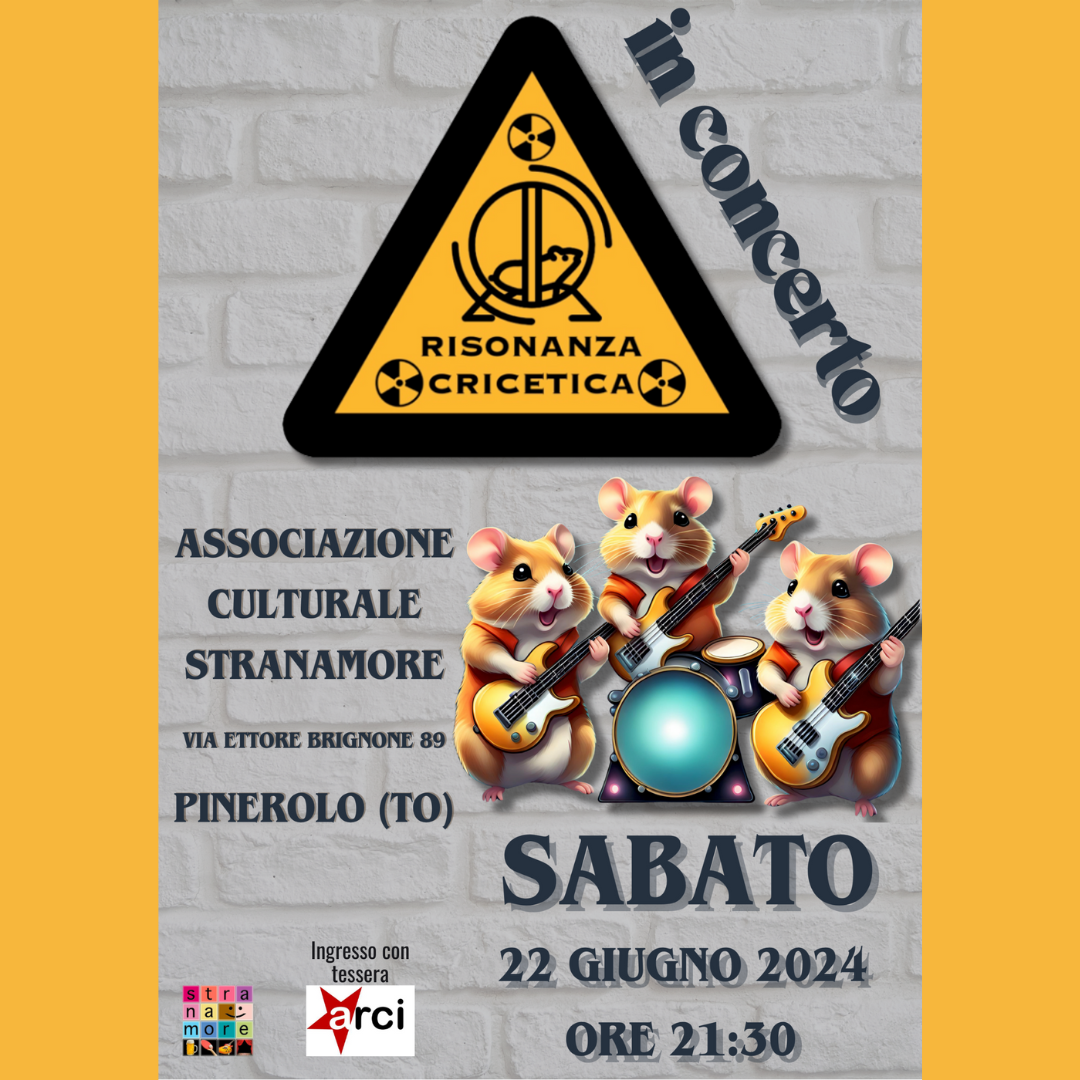 in concerto
RISONANZA
CRICETICA
ASSOCIAZIONE
CULTURALE
STRANAMORE
VIA ETTORE BRIGNONE 89
PINEROLO (TO)
SABATO
22 GIUGNO 2024
ORE 21:30
Ingresso con
tessera
arci
stra
na
more